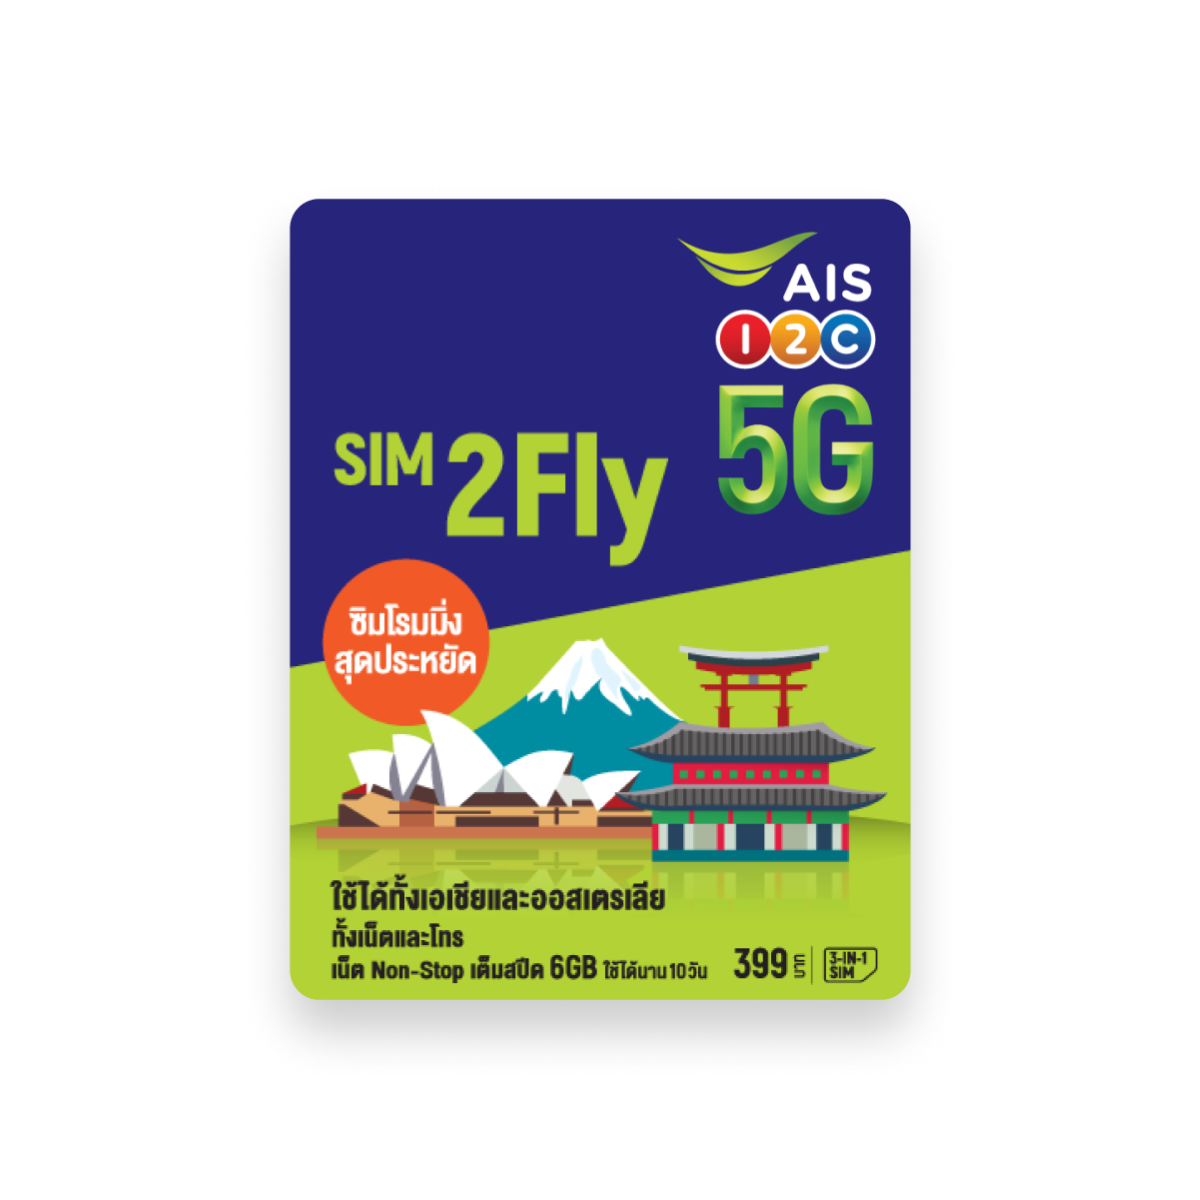 AIS
12C
5G
SIM 2Fly
ซิมโรมมิ่ง
สุดประหยัด
ใช้ได้ทั้งเอเชียและออสเตรเลีย
ทั้งเน็ตและโทร
เน็ต Non-Stop เต็มสปีด 6GB ใช้ได้นาน 10 วัน
399 บาท
3-IN-1
SIM